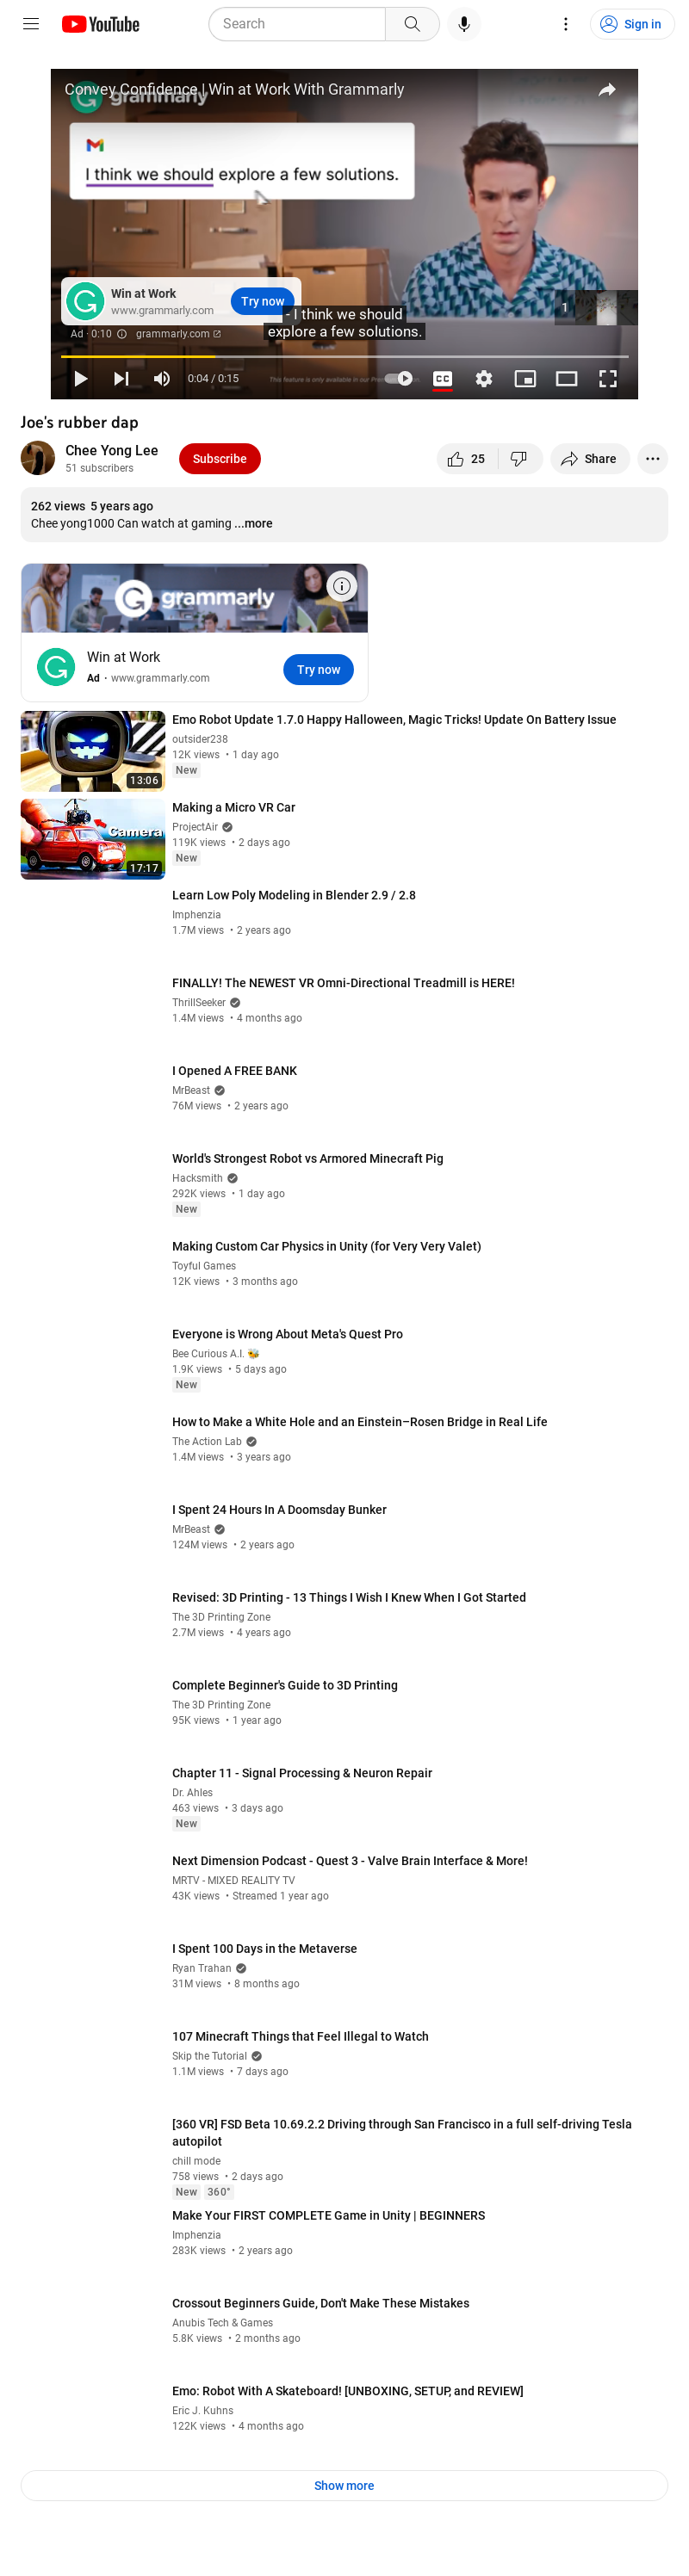 YouTube
Search
Sign in
Convey Confidence | Win at Work With Grammarly
grammarly
I think we should explore a few solutions.
Win at Work
www.grammarly.com
Try now
- I think we should
explore a few solutions.
1
Ad · 0:10 grammarly.com
0:04 / 0:15
This feature is only available in our Premium
CC
Joe's rubber dap
Chee Yong Lee
51 subscribers
Subscribe
25
Share
262 views 5 years ago
Chee yong1000 Can watch at gaming ...more
grammarly
Win at Work
Ad · www.grammarly.com
Try now
13:06
Emo Robot Update 1.7.0 Happy Halloween, Magic Tricks! Update On Battery Issue
outsider238
12K views • 1 day ago
New
Camera
17:17
Making a Micro VR Car
ProjectAir
119K views • 2 days ago
New
Learn Low Poly Modeling in Blender 2.9 / 2.8
Imphenzia
1.7M views • 2 years ago
FINALLY! The NEWEST VR Omni-Directional Treadmill is HERE!
ThrillSeeker
1.4M views • 4 months ago
I Opened A FREE BANK
MrBeast
76M views • 2 years ago
World's Strongest Robot vs Armored Minecraft Pig
Hacksmith
292K views • 1 day ago
New
Making Custom Car Physics in Unity (for Very Very Valet)
Toyful Games
12K views • 3 months ago
Everyone is Wrong About Meta's Quest Pro
Bee Curious A.I. 🐝
1.9K views • 5 days ago
New
How to Make a White Hole and an Einstein–Rosen Bridge in Real Life
The Action Lab
1.4M views • 3 years ago
I Spent 24 Hours In A Doomsday Bunker
MrBeast
124M views • 2 years ago
Revised: 3D Printing - 13 Things I Wish I Knew When I Got Started
The 3D Printing Zone
2.7M views • 4 years ago
Complete Beginner's Guide to 3D Printing
The 3D Printing Zone
95K views • 1 year ago
Chapter 11 - Signal Processing & Neuron Repair
Dr. Ahles
463 views • 3 days ago
New
Next Dimension Podcast - Quest 3 - Valve Brain Interface & More!
MRTV - MIXED REALITY TV
43K views • Streamed 1 year ago
I Spent 100 Days in the Metaverse
Ryan Trahan
31M views • 8 months ago
107 Minecraft Things that Feel Illegal to Watch
Skip the Tutorial
1.1M views • 7 days ago
[360 VR] FSD Beta 10.69.2.2 Driving through San Francisco in a full self-driving Tesla
autopilot
chill mode
758 views • 2 days ago
New 360°
Make Your FIRST COMPLETE Game in Unity | BEGINNERS
Imphenzia
283K views • 2 years ago
Crossout Beginners Guide, Don't Make These Mistakes
Anubis Tech & Games
5.8K views • 2 months ago
Emo: Robot With A Skateboard! [UNBOXING, SETUP, and REVIEW]
Eric J. Kuhns
122K views • 4 months ago
Show more